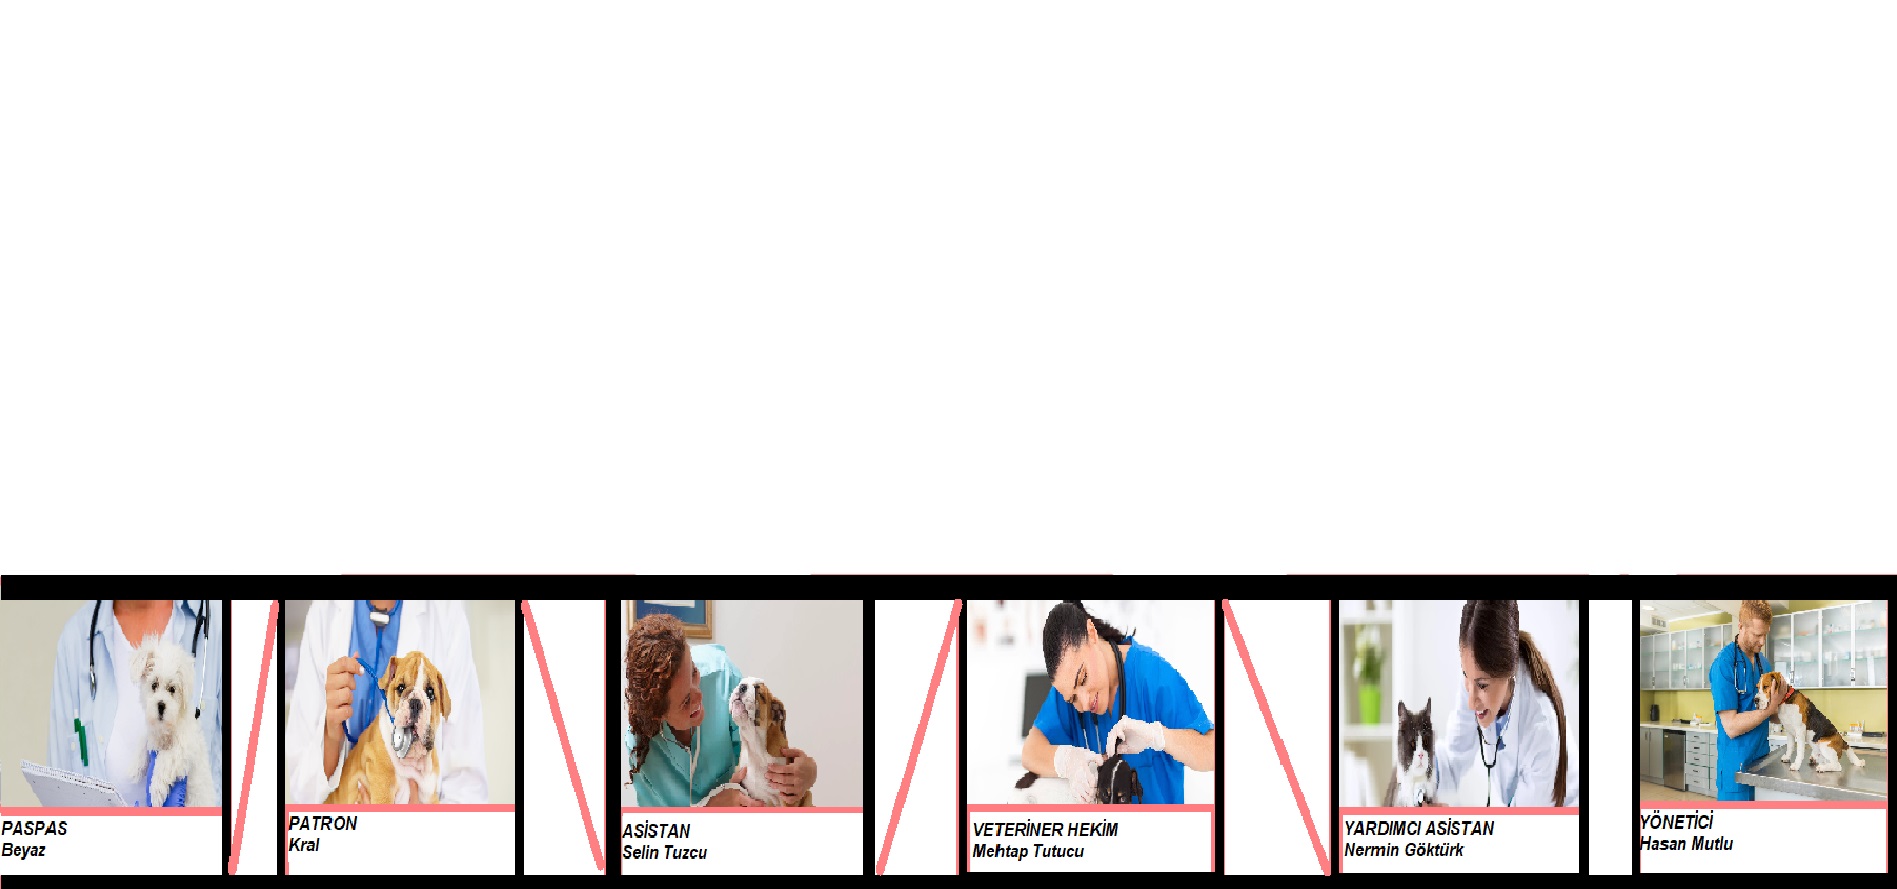 PASPAS
Beyaz
PATRON
Kral
ASİSTAN
Selin Tuzcu
VETERİNER HEKİM
Mehtap Tutucu
YARDIMCI ASİSTAN
Nermin Göktürk
YÖNETİCİ
Hasan Mutlu